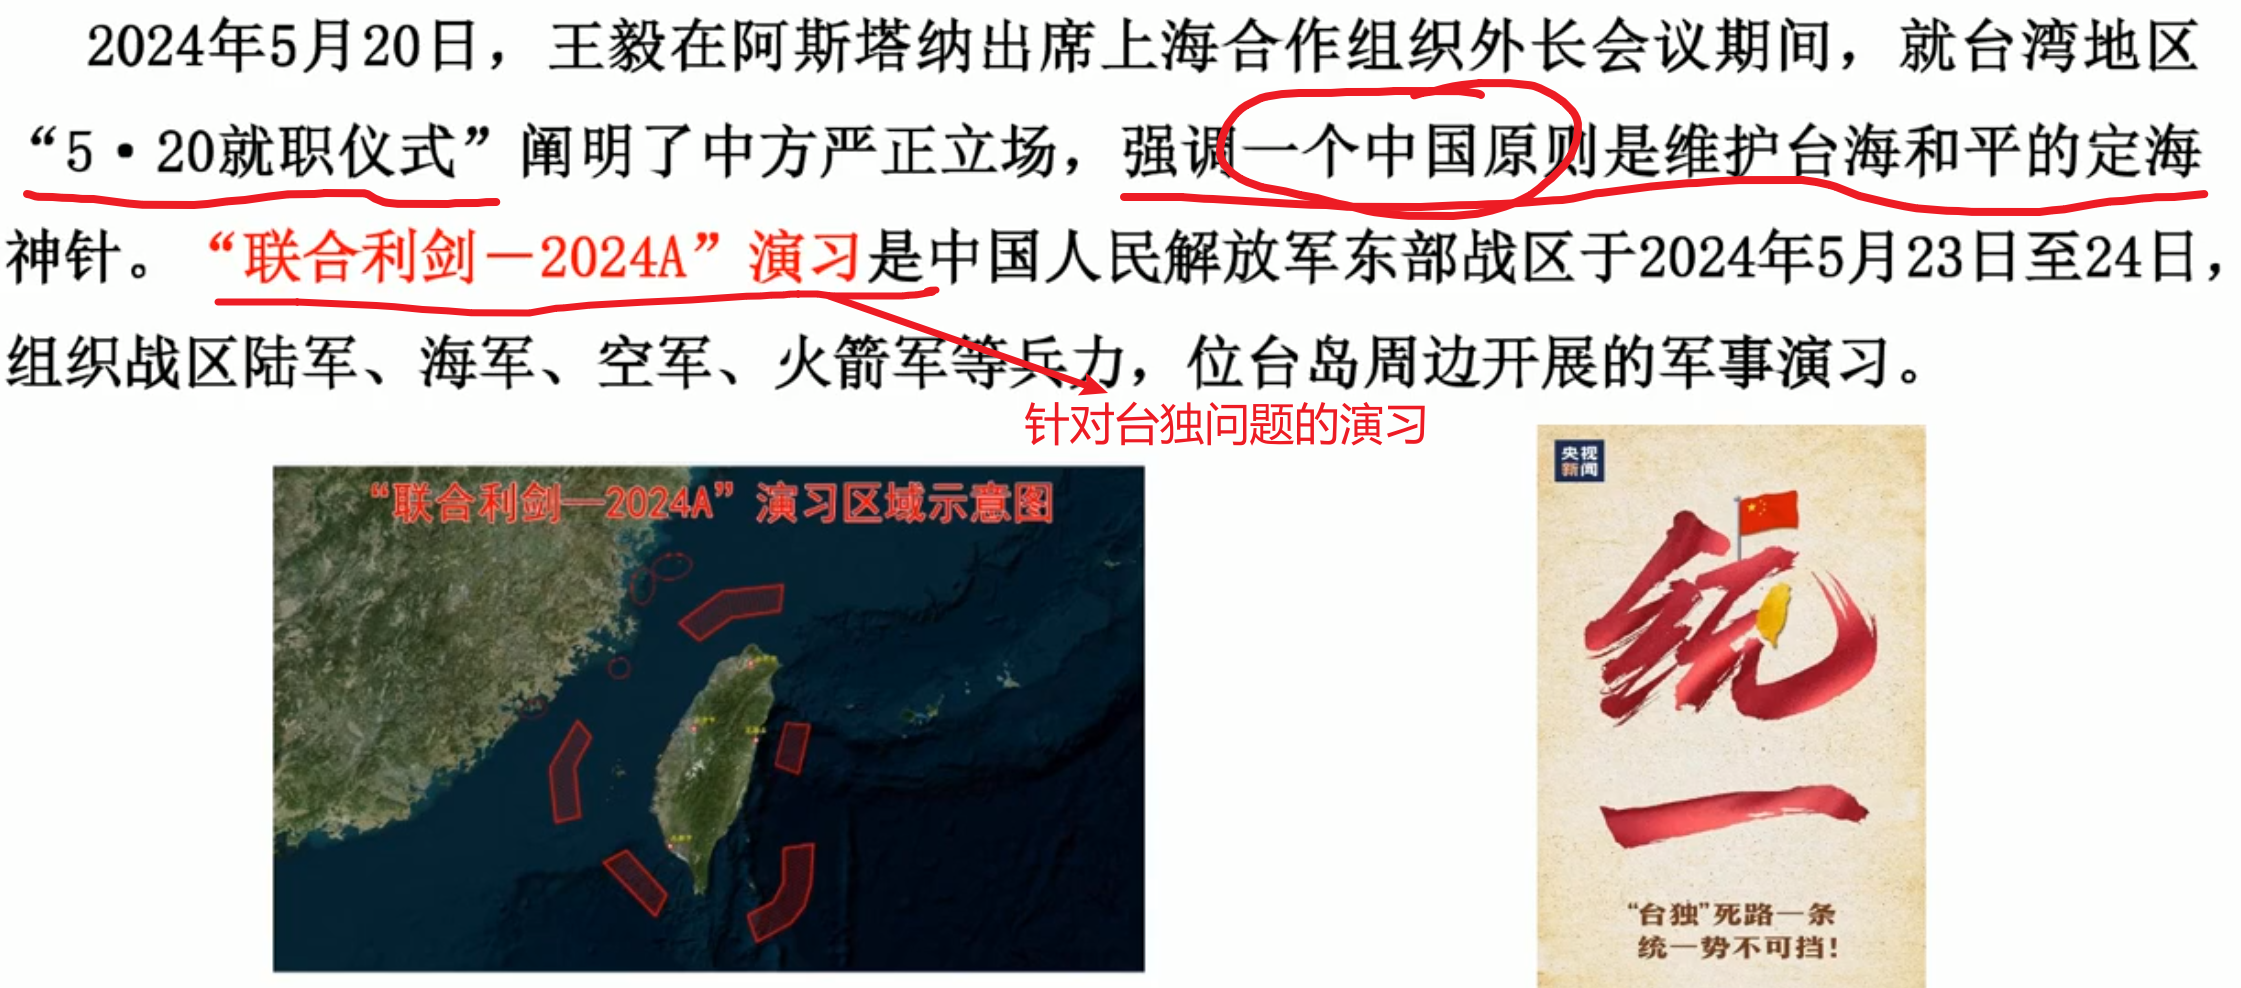 2024年5月20日，王毅在阿斯塔纳出席上海合作组织外长会议期间，就台湾地区
“5·20就职仪式”阐明了中方严正立场，强调一个中国原则是维护台海和平的定海
神针。“联合利剑－2024A”演习是中国人民解放军东部战区于2024年5月23日至24日，
组织战区陆军、海军、空军、火箭军等兵力，位台岛周边开展的军事演习。
针对台独问题的演习
“联合利剑—2024A”演习区域示意图
央视
新闻
统
一
“台独”死路一条
统一势不可挡！